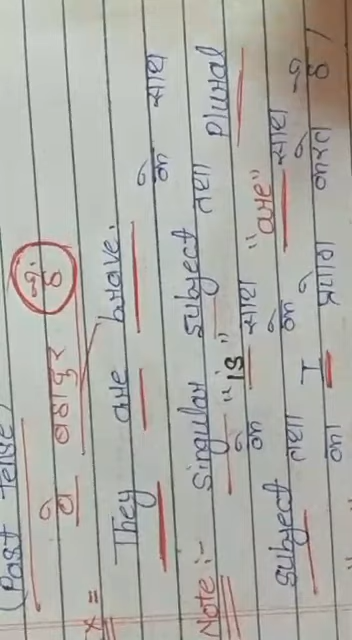 (Past Tense)
x = वे बहादुर हैं
They are brave.
के साथ
Note:- Singular subject तथा Plural
के "is" साथ "are"
subject तथा I के साथ
का प्रयोग करते हैं।